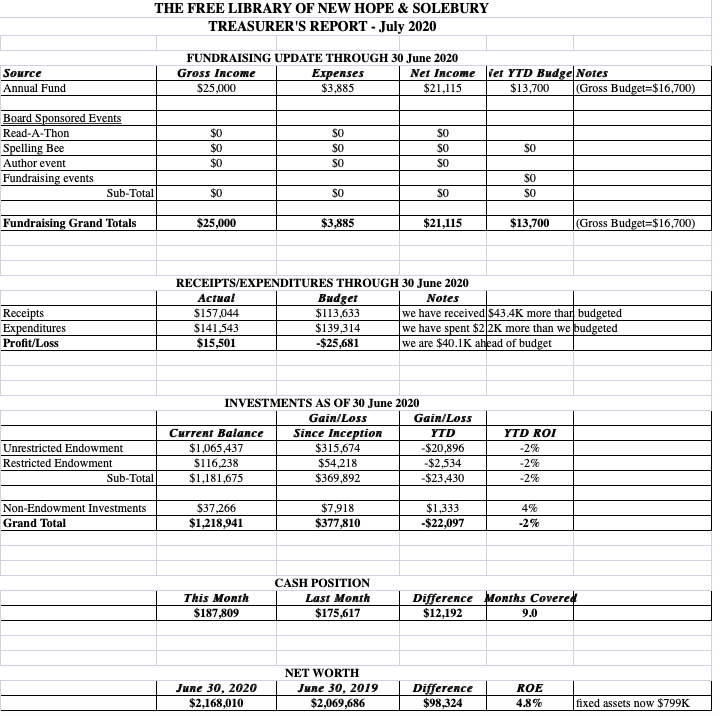 THE FREE LIBRARY OF NEW HOPE & SOLEBURY
TREASURER'S REPORT - July 2020
FUNDRAISING UPDATE THROUGH 30 June 2020
Source Gross Income Expenses Net Income Net YTD Budge Notes
Annual Fund $25,000 $3,885 $21,115 $13,700 (Gross Budget=$16,700)
Board Sponsored Events
Read-A-Thon $0 $0 $0
Spelling Bee $0 $0 $0 $0
Author event $0 $0 $0
Fundraising events $0
Sub-Total $0 $0 $0 $0
Fundraising Grand Totals $25,000 $3,885 $21,115 $13,700 (Gross Budget=$16,700)
RECEIPTS/EXPENDITURES THROUGH 30 June 2020
Actual Budget Notes
Receipts $157,044 $113,633 we have received $43.4K more than budgeted
Expenditures $141,543 $139,314 we have spent $2.2K more than we budgeted
Profit/Loss $15,501 -$25,681 we are $40.1K ahead of budget
INVESTMENTS AS OF 30 June 2020
Gain/Loss Gain/Loss
Current Balance Since Inception YTD YTD ROI
Unrestricted Endowment $1,065,437 $315,674 -$20,896 -2%
Restricted Endowment $116,238 $54,218 -$2,534 -2%
Sub-Total $1,181,675 $369,892 -$23,430 -2%
Non-Endowment Investments $37,266 $7,918 $1,333 4%
Grand Total $1,218,941 $377,810 -$22,097 -2%
CASH POSITION
This Month Last Month Difference Months Covered
$187,809 $175,617 $12,192 9.0
NET WORTH
June 30, 2020 June 30, 2019 Difference ROE
$2,168,010 $2,069,686 $98,324 4.8% fixed assets now $799K